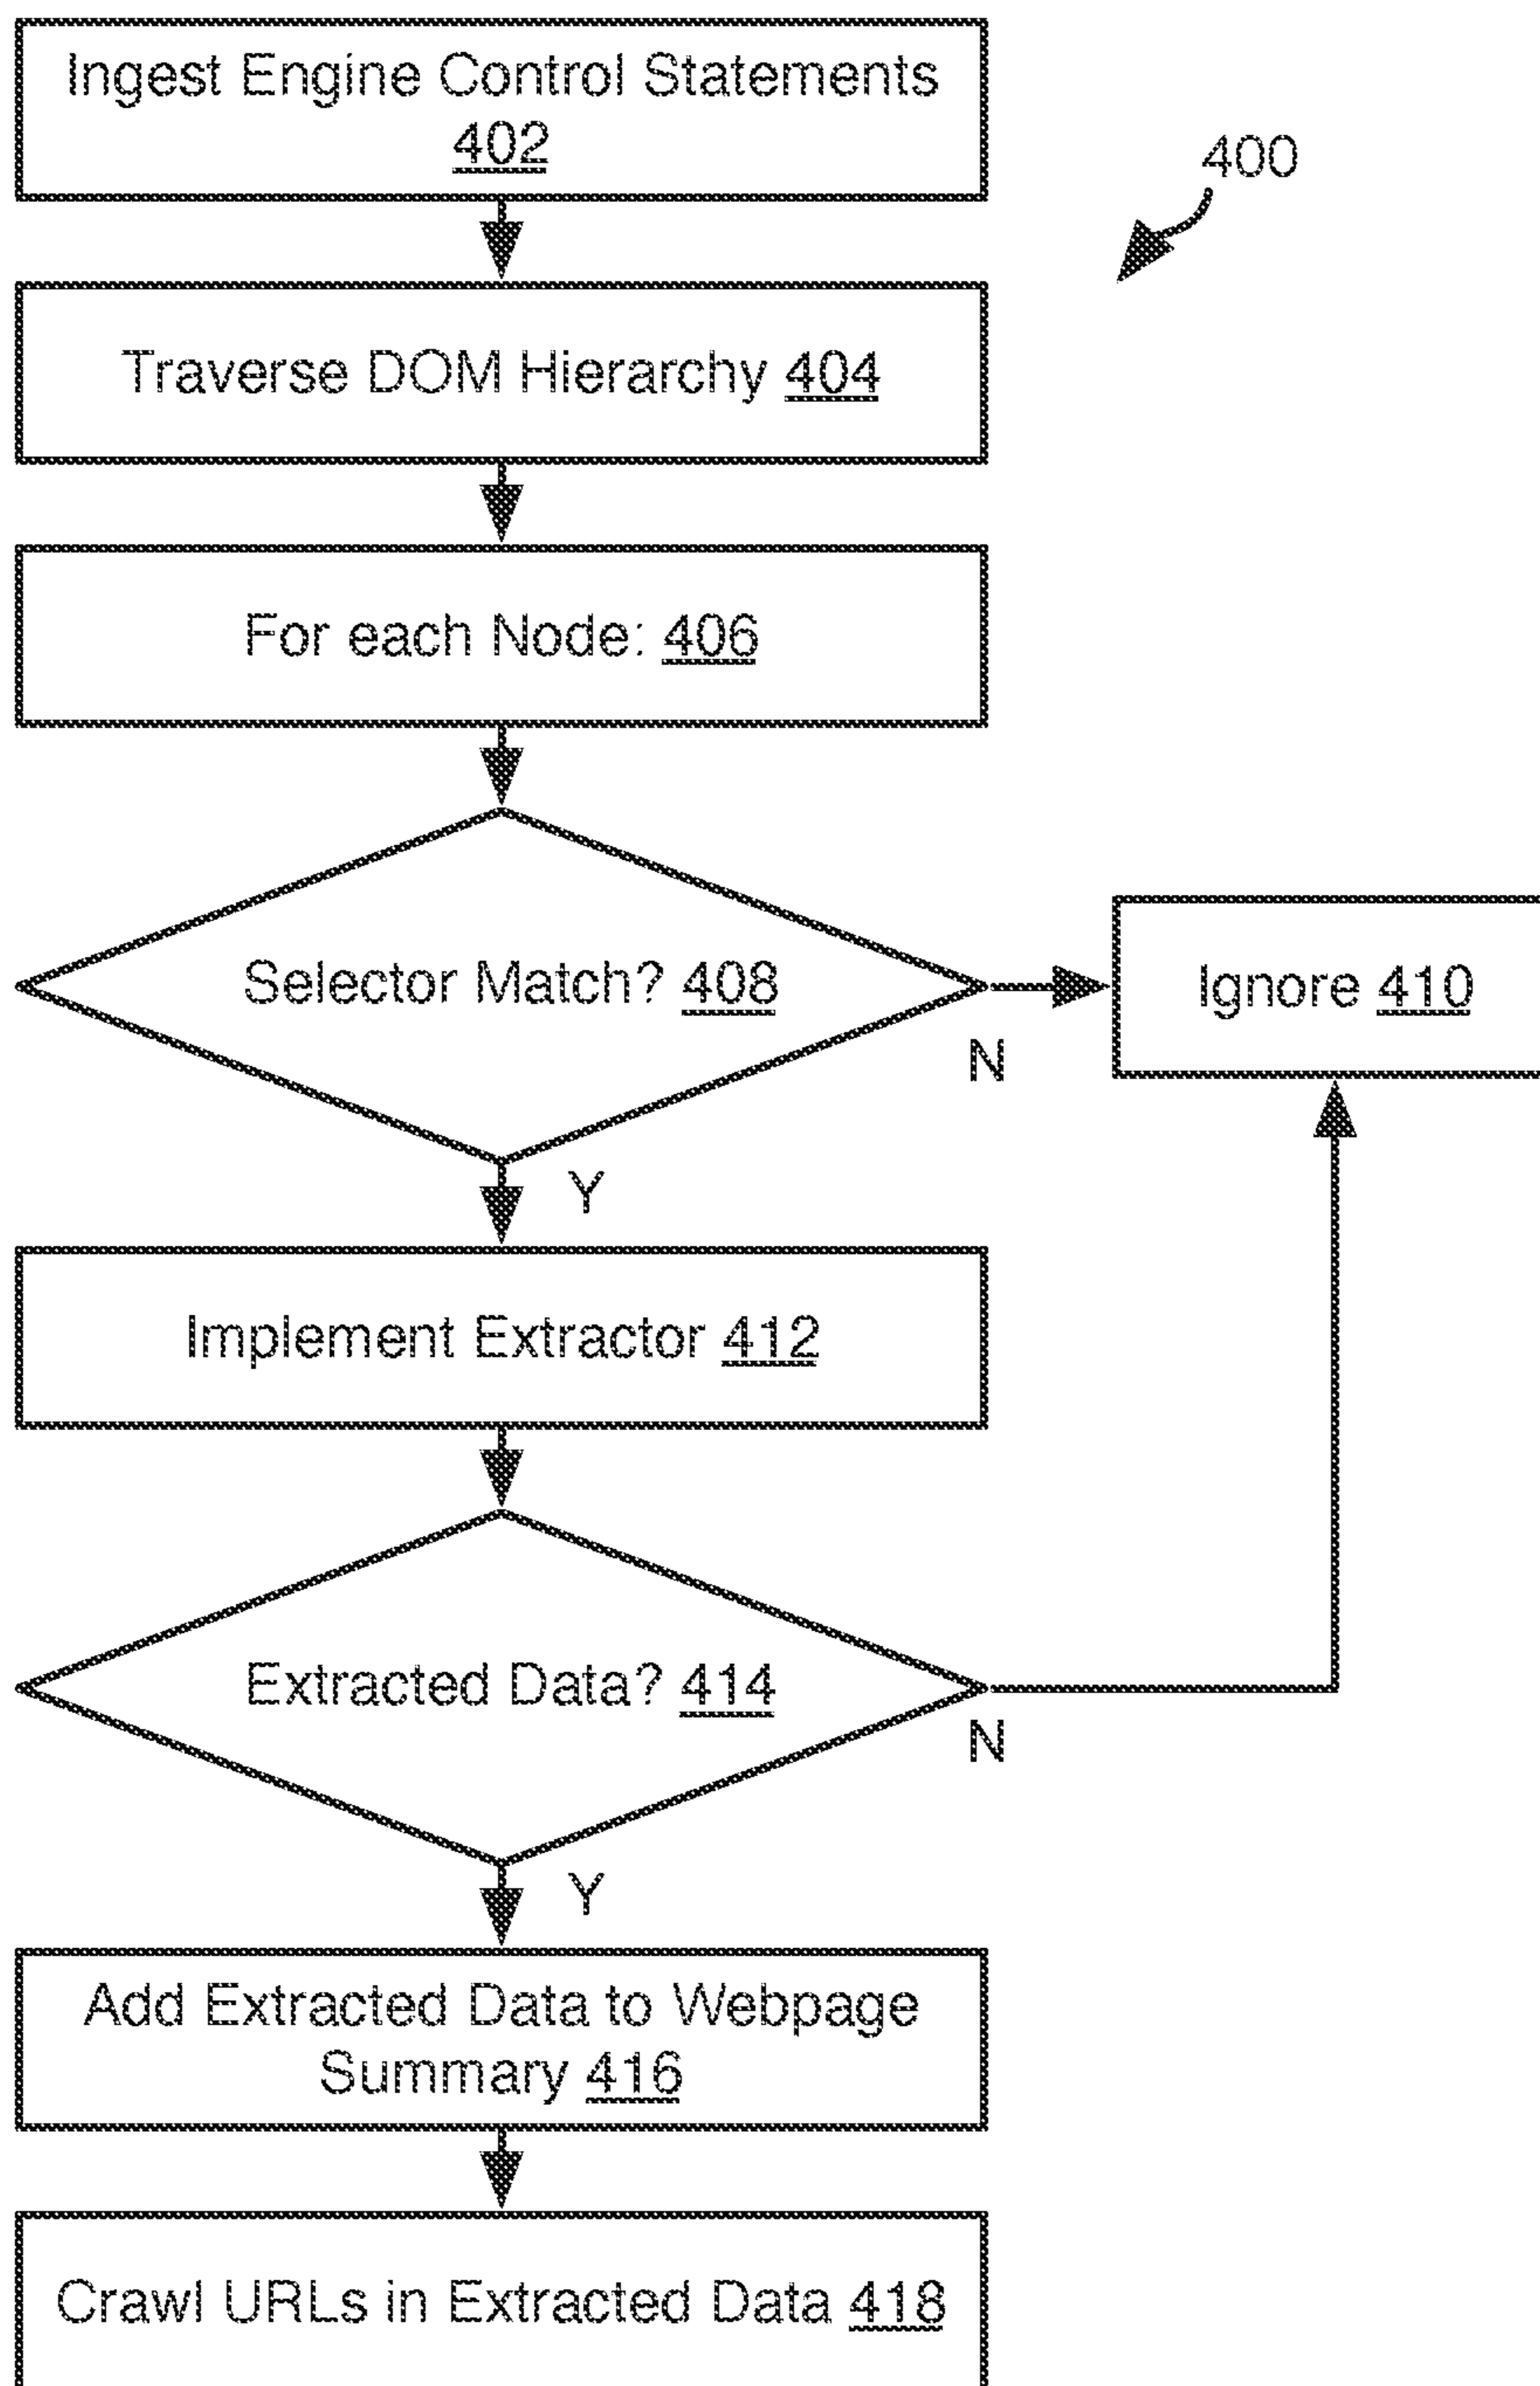 Ingest Engine Control Statements
402
400
Traverse DOM Hierarchy 404
For each Node: 406
Selector Match? 408
Ignore 410
N
Y
Implement Extractor 412
Extracted Data? 414
N
Y
Add Extracted Data to Webpage
Summary 416
Crawl URLs in Extracted Data 418